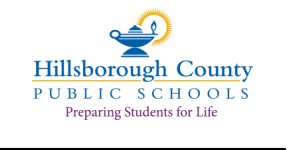 Hillsborough County
PUBLIC SCHOOLS
Preparing Students for Life